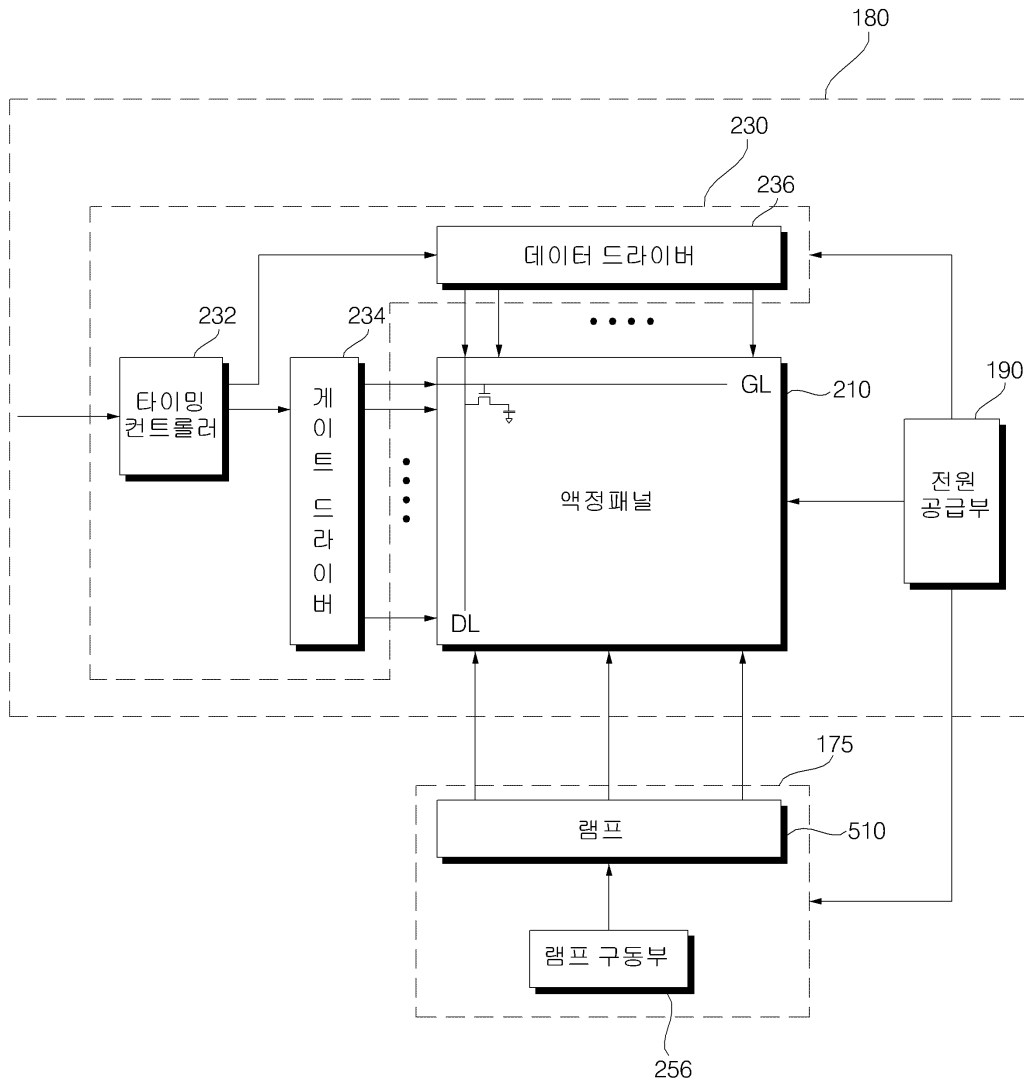 180
230
236
데이터 드라이버
232
234
타이밍
컨트롤러
게이트 드라이버
GL
210
190
전원
공급부
액정패널
DL
175
램프
510
램프 구동부
256